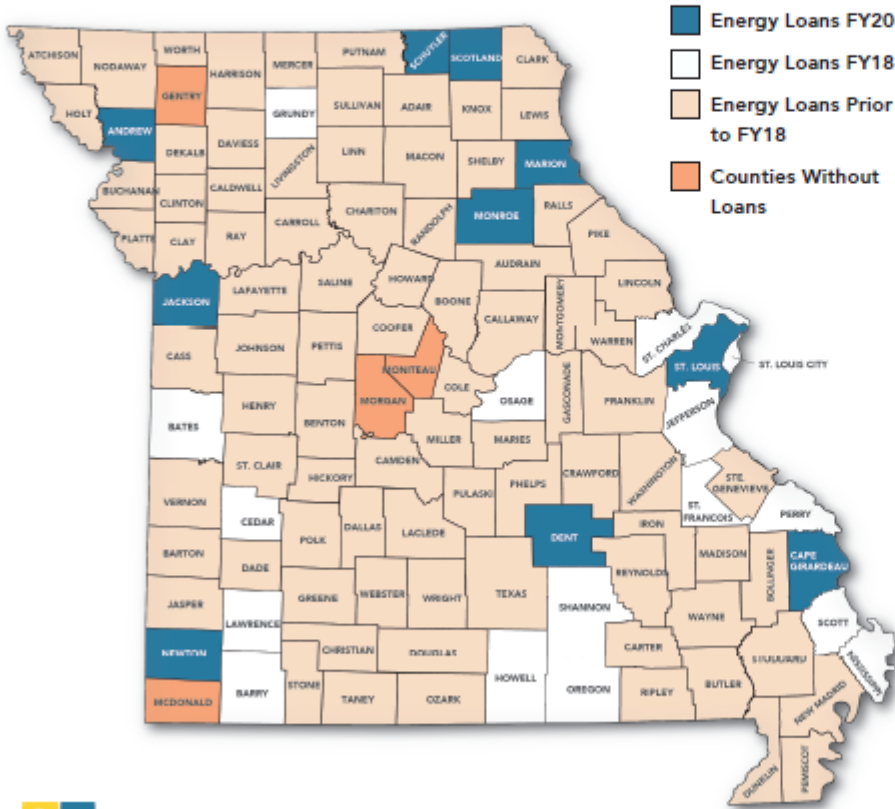 Energy Loans FY20
Energy Loans FY18
Energy Loans Prior
to FY18
Counties Without
Loans
ATCHISON
NODAWAY
WORTH
GENTRY
HARRISON
MERCER
PUTNAM
SCHUYLER
SCOTLAND
CLARK
HOLT
ANDREW
DEKALB
DAVIESS
GRUNDY
SULLIVAN
ADAIR
KNOX
LEWIS
LIVINGSTON
LINN
MACON
SHELBY
MARION
BUCHANAN
CLINTON
CALDWELL
CARROLL
CHARITON
RANDOLPH
MONROE
RALLS
PIKE
PLATTE
CLAY
RAY
AUDRAIN
JACKSON
LAFAYETTE
SALINE
HOWARD
BOONE
CALLAWAY
MONTGOMERY
LINCOLN
WARREN
ST. CHARLES
ST. LOUIS
ST. LOUIS CITY
CASS
JOHNSON
PETTIS
COOFER
MONITEAU
COLE
OSAGE
GASCONADE
FRANKLIN
JEFFERSON
BATES
HENRY
BENTON
MORGAN
MILLER
MARIES
ST. CLAIR
HICKORY
CAMDEN
PULASKI
PHELPS
CRAWFORD
WASHINGTON
STE.
GENEVIEVE
ST.
FRANCOIS
PERRY
VERNON
CEDAR
POLK
DALLAS
LACLEDE
DENT
IRON
MADISON
BOLLINGER
CAPE
GIRARDEAU
BARTON
DADE
REYNOLDS
JASPER
GREENE
WEBSTER
WRIGHT
TEXAS
SHANNON
WAYNE
SCOTT
LAWRENCE
MISSISSIPPI
NEWTON
CHRISTIAN
DOUGLAS
HOWELL
CARTER
MCDONALD
BARRY
STONE
TANEY
OZARK
OREGON
RIPLEY
BUTLER
NEW MADRID
DUNKLIN
PEMISCOT